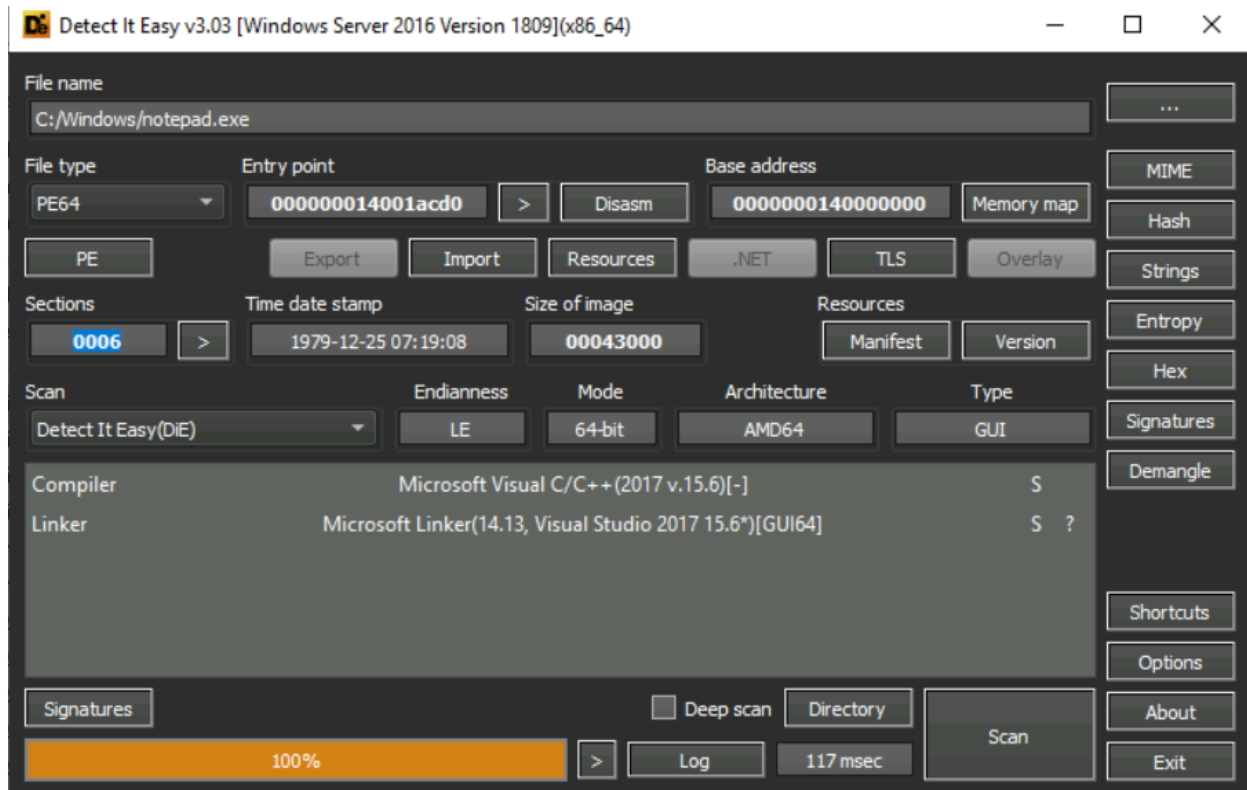 Detect It Easy v3.03 [Windows Server 2016 Version 1809](x86_64)
File name
C:/Windows/notepad.exe
...
File type Entry point Base address
MIME
PE64 000000014001acd0 > Disasm 0000000140000000 Memory map
Hash
PE Export Import Resources .NET TLS Overlay
Strings
Sections Time date stamp Size of image Resources
Entropy
0006 > 1979-12-25 07:19:08 00043000 Manifest Version
Hex
Scan Endianness Mode Architecture Type
Signatures
Detect It Easy(DiE) LE 64-bit AMD64 GUI
Demangle
Compiler Microsoft Visual C/C++(2017 v.15.6)[-] S
Linker Microsoft Linker(14.13, Visual Studio 2017 15.6*)[GUI64] S ?
Shortcuts
Options
Signatures Deep scan Directory
About
Scan
100% > Log 117 msec
Exit